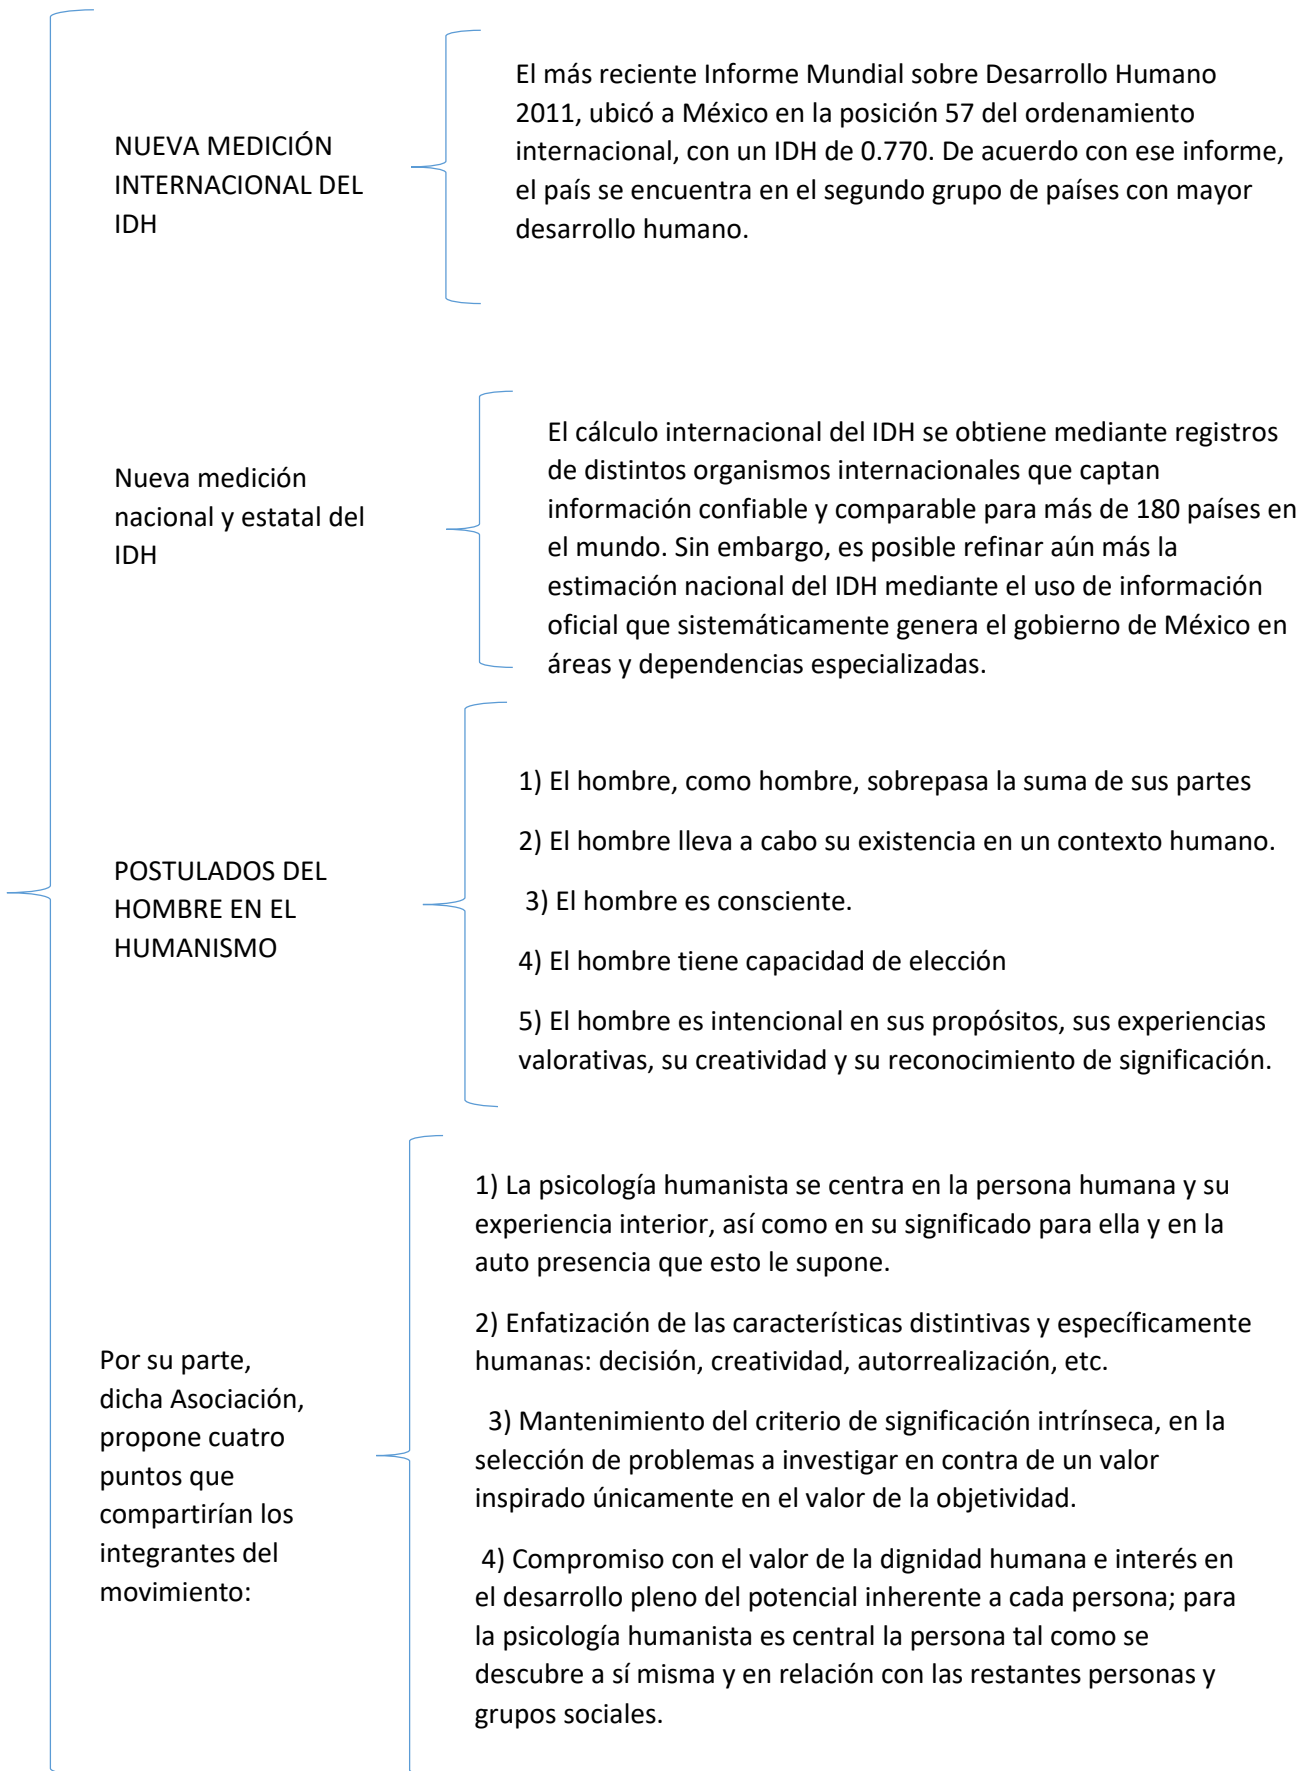 NUEVA MEDICIÓN
INTERNACIONAL DEL
IDH
El más reciente Informe Mundial sobre Desarrollo Humano
2011, ubicó a México en la posición 57 del ordenamiento
internacional, con un IDH de 0.770. De acuerdo con ese informe,
el país se encuentra en el segundo grupo de países con mayor
desarrollo humano.
Nueva medición
nacional y estatal del
IDH
El cálculo internacional del IDH se obtiene mediante registros
de distintos organismos internacionales que captan
información confiable y comparable para más de 180 países en
el mundo. Sin embargo, es posible refinar aún más la
estimación nacional del IDH mediante el uso de información
oficial que sistemáticamente genera el gobierno de México en
áreas y dependencias especializadas.
POSTULADOS DEL
HOMBRE EN EL
HUMANISMO
1) El hombre, como hombre, sobrepasa la suma de sus partes
2) El hombre lleva a cabo su existencia en un contexto humano.
3) El hombre es consciente.
4) El hombre tiene capacidad de elección
5) El hombre es intencional en sus propósitos, sus experiencias
valorativas, su creatividad y su reconocimiento de significación.
Por su parte,
dicha Asociación,
propone cuatro
puntos que
compartirían los
integrantes del
movimiento:
1) La psicología humanista se centra en la persona humana y su
experiencia interior, así como en su significado para ella y en la
auto presencia que esto le supone.
2) Enfatización de las características distintivas y específicamente
humanas: decisión, creatividad, autorrealización, etc.
3) Mantenimiento del criterio de significación intrínseca, en la
selección de problemas a investigar en contra de un valor
inspirado únicamente en el valor de la objetividad.
4) Compromiso con el valor de la dignidad humana e interés en
el desarrollo pleno del potencial inherente a cada persona; para
la psicología humanista es central la persona tal como se
descubre a sí misma y en relación con las restantes personas y
grupos sociales.